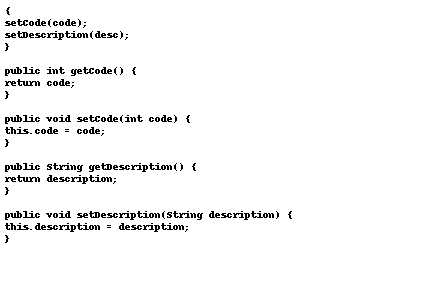 {
setCode(code);
setDescription(desc);
}

public int getCode() {
return code;
}

public void setCode(int code) {
this.code = code;
}

public String getDescription() {
return description;
}

public void setDescription(String description) {
this.description = description;
}